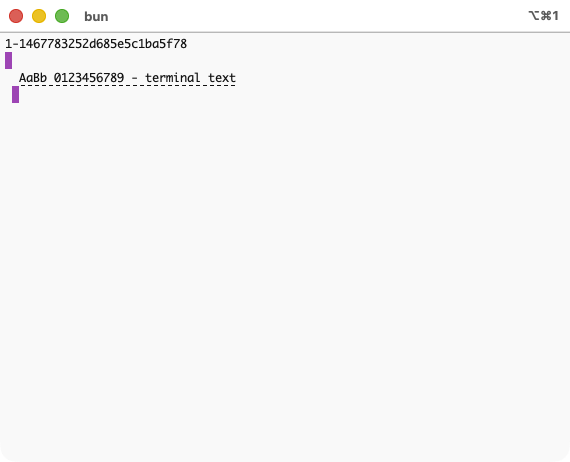 bun ⌥⌘1
1-1467783252d685e5c1ba5f78
AaBb 0123456789 - terminal text